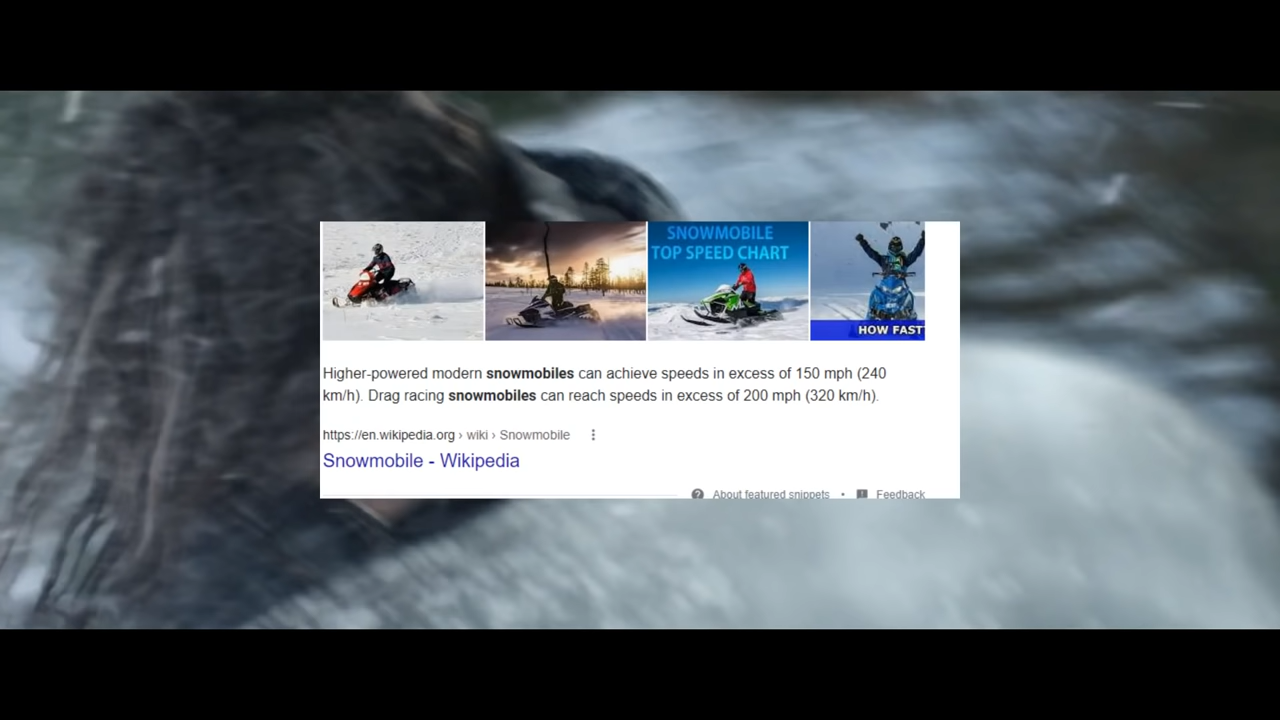 SNOWMOBILE
TOP SPEED CHART
HOW FAST
Higher-powered modern snowmobiles can achieve speeds in excess of 150 mph (240
km/h). Drag racing snowmobiles can reach speeds in excess of 200 mph (320 km/h).
https://en.wikipedia.org › wiki › Snowmobile
Snowmobile - Wikipedia
About featured snippets • Feedback